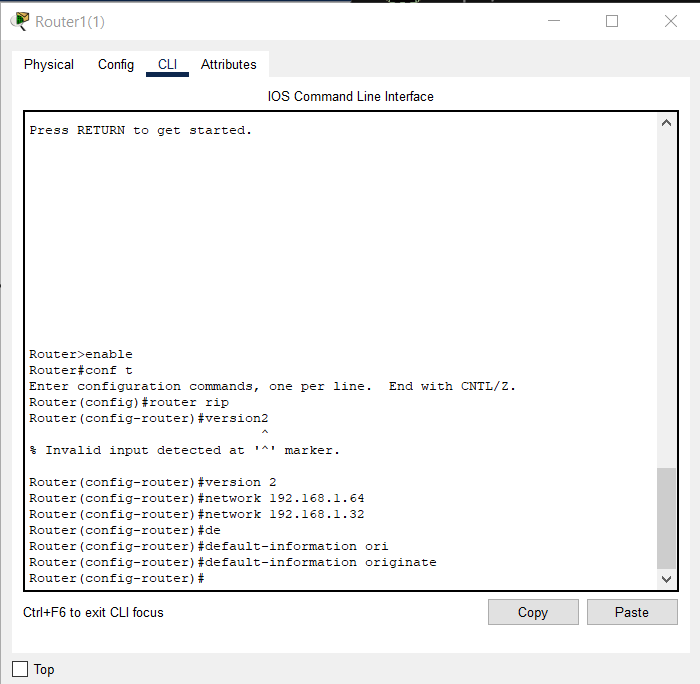 Router1(1)
Physical Config CLI Attributes
IOS Command Line Interface
Press RETURN to get started.
Router>enable
Router#conf t
Enter configuration commands, one per line.  End with CNTL/Z.
Router(config)#router rip
Router(config-router)#version2
^
% Invalid input detected at '^' marker.
Router(config-router)#version 2
Router(config-router)#network 192.168.1.64
Router(config-router)#network 192.168.1.32
Router(config-router)#de
Router(config-router)#default-information ori
Router(config-router)#default-information originate
Router(config-router)#
Ctrl+F6 to exit CLI focus
Copy Paste
Top